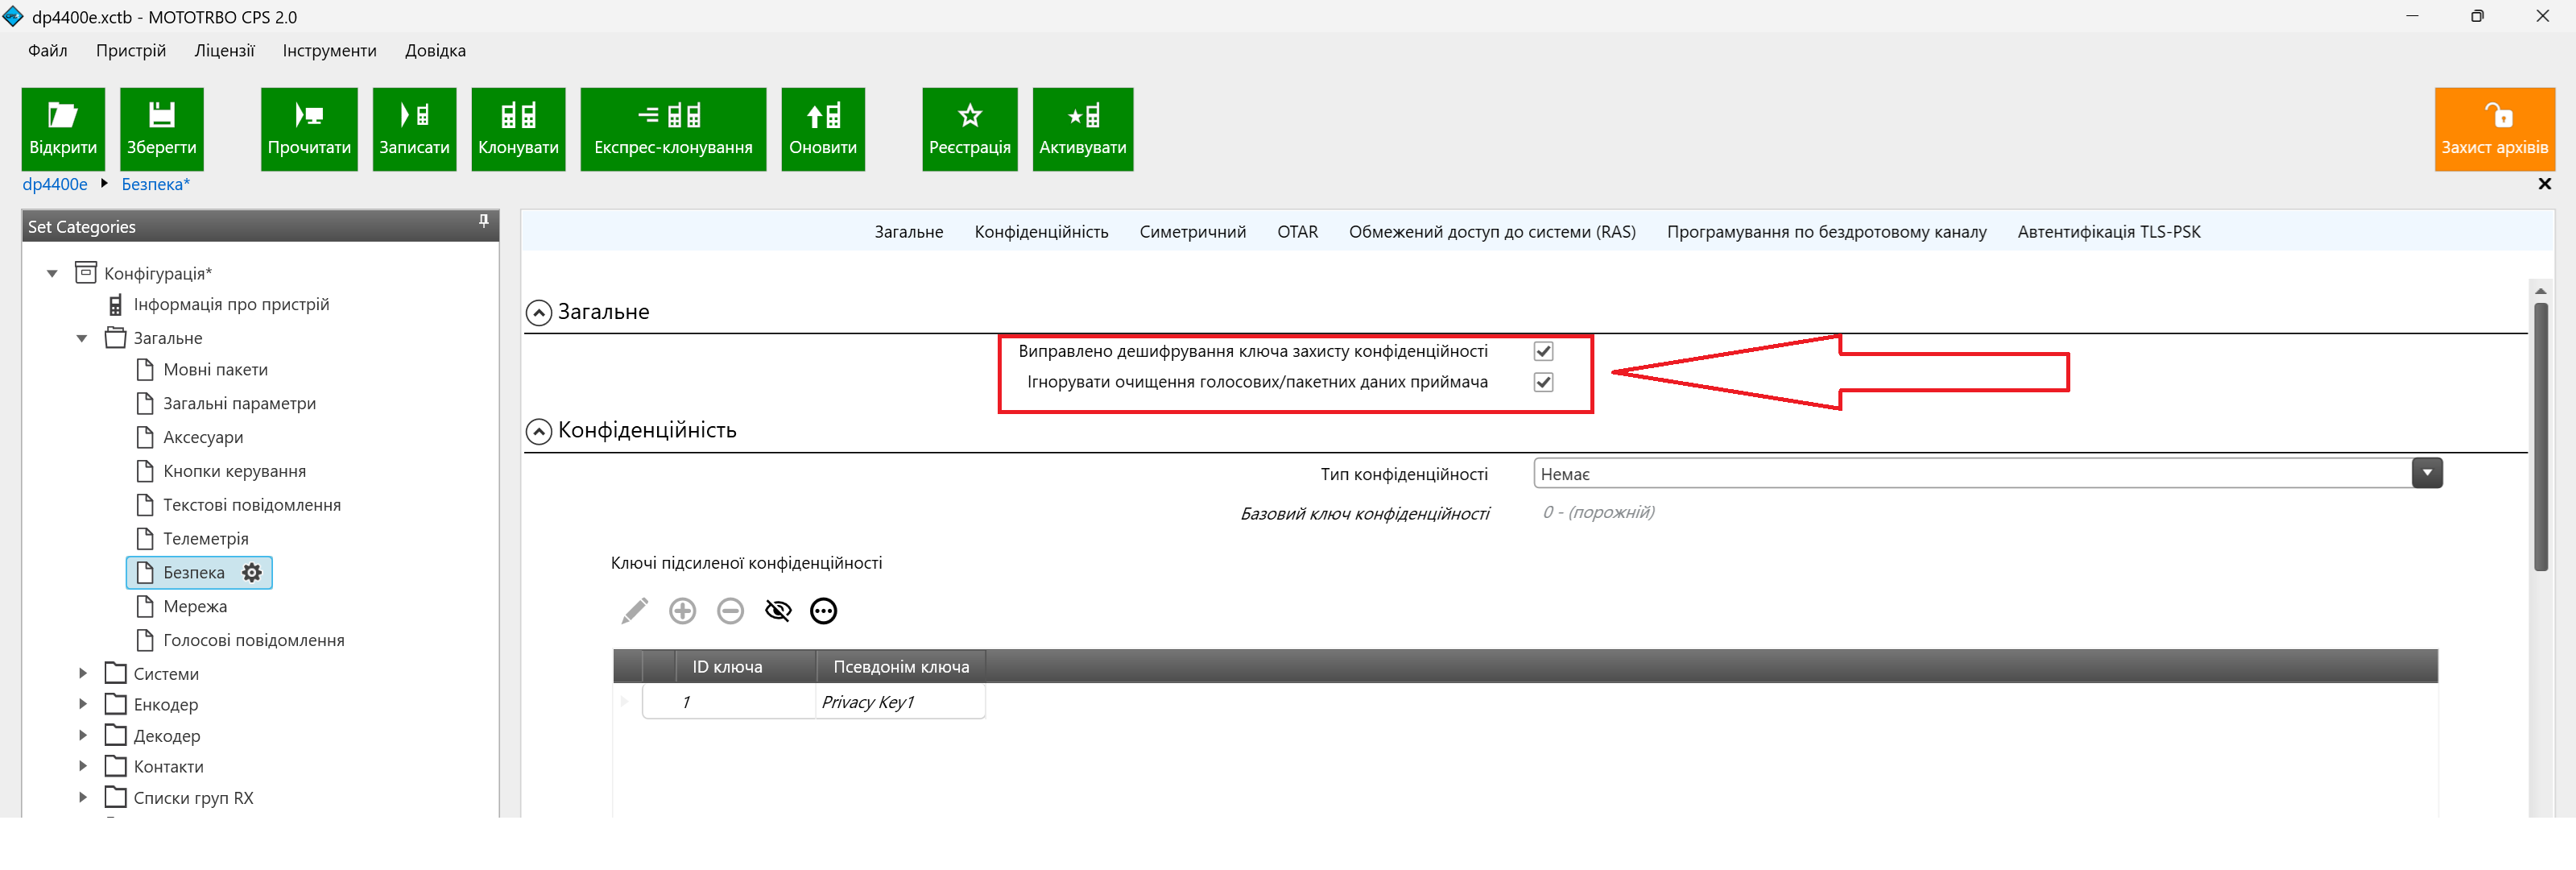 dp4400e.xctb - MOTOTRBO CPS 2.0
Файл Пристрій Ліцензії Інструменти Довідка
Відкрити Зберегти Прочитати Записати Клонувати Експрес-клонування Оновити Реєстрація Активувати Захист архівів
dp4400e Безпека*
Set Categories
Конфігурація*
Інформація про пристрій
Загальне
Мовні пакети
Загальні параметри
Аксесуари
Кнопки керування
Текстові повідомлення
Телеметрія
Безпека
Мережа
Голосові повідомлення
Системи
Енкодер
Декодер
Контакти
Списки груп RX
Загальне Конфіденційність Симетричний OTAR Обмежений доступ до системи (RAS) Програмування по бездротовому каналу Автентифікація TLS-PSK
Загальне
Виправлено дешифрування ключа захисту конфіденційності
Ігнорувати очищення голосових/пакетних даних приймача
Конфіденційність
Тип конфіденційності Немає
Базовий ключ конфіденційності 0 - (порожній)
Ключі підсиленої конфіденційності
ID ключа Псевдонім ключа
1 Privacy Key1